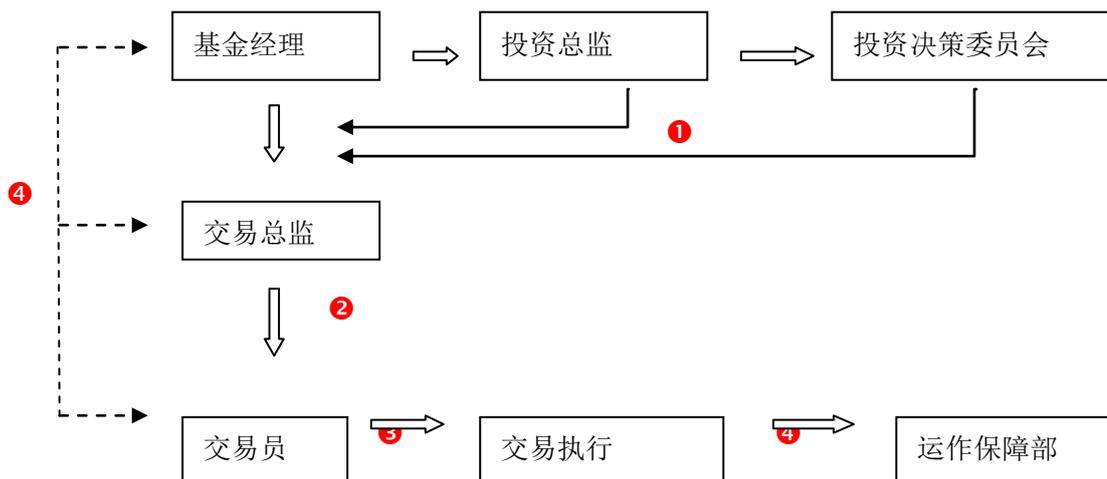 基金经理
投资总监
投资决策委员会
❶
❹
交易总监
❷
交易员
❸
交易执行
❹
运作保障部